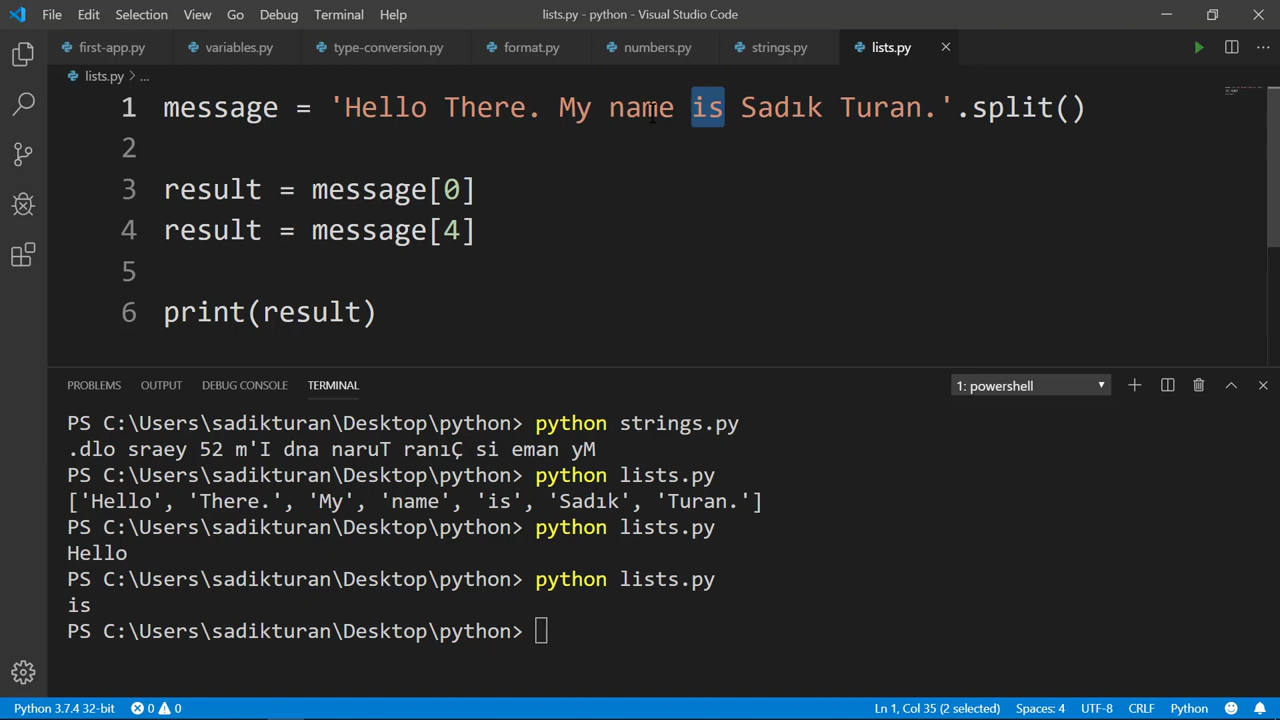 File Edit Selection View Go Debug Terminal Help lists.py - python - Visual Studio Code
first-app.py variables.py type-conversion.py format.py numbers.py strings.py lists.py
lists.py > ...
1 message = 'Hello There. My name is Sadık Turan.'.split()
2
3 result = message[0]
4 result = message[4]
5
6 print(result)
PROBLEMS OUTPUT DEBUG CONSOLE TERMINAL 1: powershell
PS C:\Users\sadikturan\Desktop\python> python strings.py
.dlo sraey 52 m'I dna naruT ranıÇ si eman yM
PS C:\Users\sadikturan\Desktop\python> python lists.py
['Hello', 'There.', 'My', 'name', 'is', 'Sadık', 'Turan.']
PS C:\Users\sadikturan\Desktop\python> python lists.py
Hello
PS C:\Users\sadikturan\Desktop\python> python lists.py
is
PS C:\Users\sadikturan\Desktop\python>
Python 3.7.4 32-bit 0 0 Ln 1, Col 35 (2 selected) Spaces: 4 UTF-8 CRLF Python